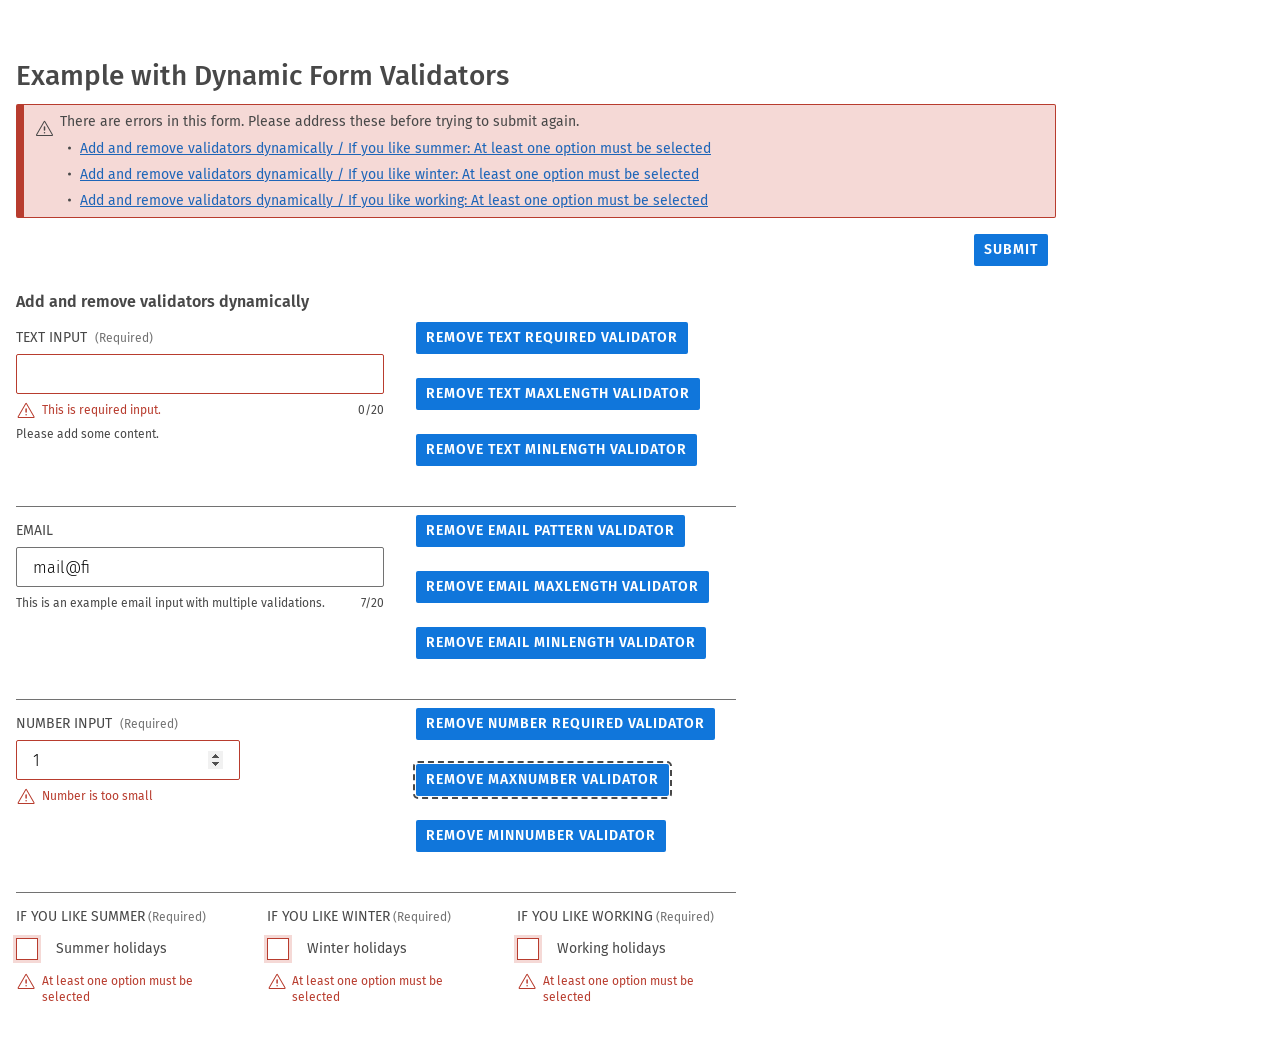 Example with Dynamic Form Validators
There are errors in this form. Please address these before trying to submit again.
• Add and remove validators dynamically / If you like summer: At least one option must be selected
• Add and remove validators dynamically / If you like winter: At least one option must be selected
• Add and remove validators dynamically / If you like working: At least one option must be selected
SUBMIT
Add and remove validators dynamically
TEXT INPUT (Required)
This is required input. 0/20
Please add some content.
REMOVE TEXT REQUIRED VALIDATOR
REMOVE TEXT MAXLENGTH VALIDATOR
REMOVE TEXT MINLENGTH VALIDATOR
EMAIL
mail@fi
This is an example email input with multiple validations. 7/20
REMOVE EMAIL PATTERN VALIDATOR
REMOVE EMAIL MAXLENGTH VALIDATOR
REMOVE EMAIL MINLENGTH VALIDATOR
NUMBER INPUT (Required)
1
Number is too small
REMOVE NUMBER REQUIRED VALIDATOR
REMOVE MAXNUMBER VALIDATOR
REMOVE MINNUMBER VALIDATOR
IF YOU LIKE SUMMER (Required)
Summer holidays
At least one option must be
selected
IF YOU LIKE WINTER (Required)
Winter holidays
At least one option must be
selected
IF YOU LIKE WORKING (Required)
Working holidays
At least one option must be
selected